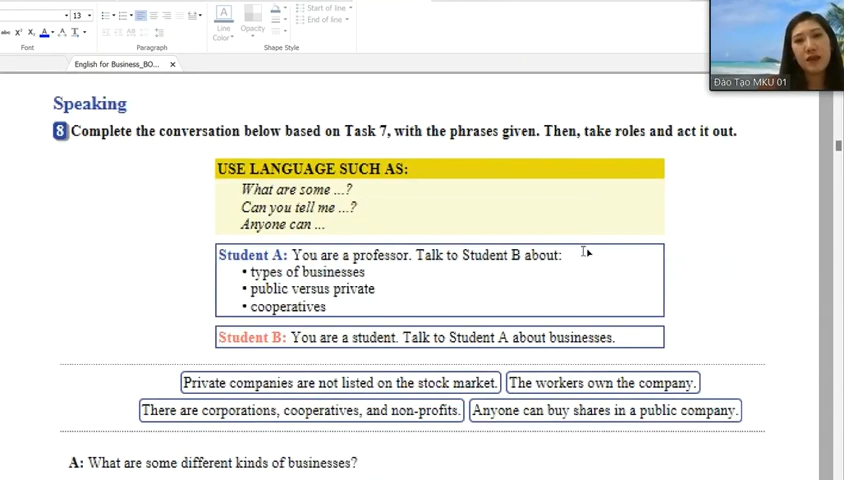 13
Font
Paragraph
Line
Color
Opacity
Start of line
End of line
Shape Style
English for Business_BO...
Đào Tạo MKU 01
Speaking
8 Complete the conversation below based on Task 7, with the phrases given. Then, take roles and act it out.
USE LANGUAGE SUCH AS:
What are some ...?
Can you tell me ...?
Anyone can ...
Student A: You are a professor. Talk to Student B about:
• types of businesses
• public versus private
• cooperatives
Student B: You are a student. Talk to Student A about businesses.
Private companies are not listed on the stock market. The workers own the company.
There are corporations, cooperatives, and non-profits. Anyone can buy shares in a public company.
A: What are some different kinds of businesses?